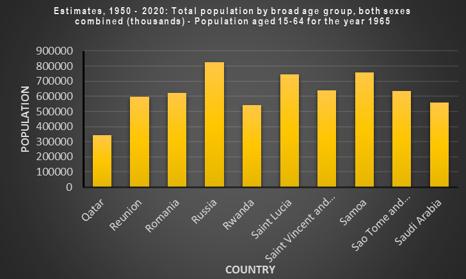 Estimates, 1950 - 2020: Total population by broad age group, both sexes
combined (thousands) - Population aged 15-64 for the year 1965
900000
800000
700000
600000
500000
400000
300000
200000
100000
0
POPULATION
Qatar
Reunion
Romania
Russia
Rwanda
Saint Lucia
Saint Vincent and...
Samoa
Sao Tome and...
Saudi Arabia
COUNTRY